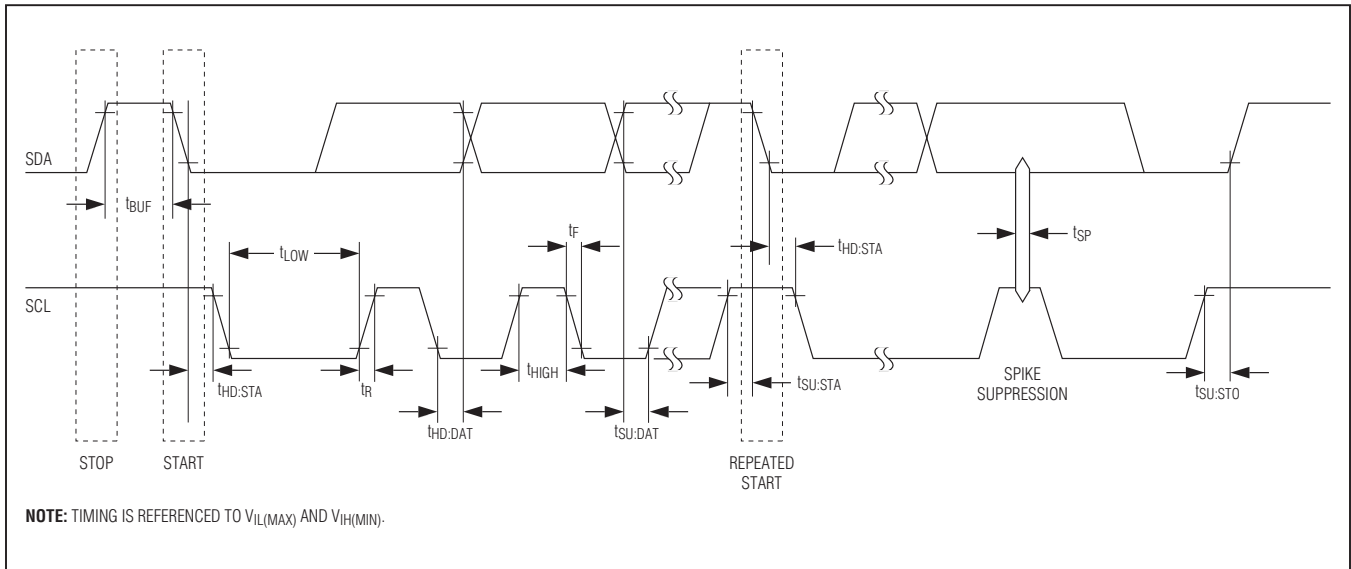 SDA
tBUF
tLOW
tF
tHD:STA
tSP
SCL
tHD:STA
tR
tHIGH
tHD:DAT
tSU:DAT
tSU:STA
SPIKE
SUPPRESSION
tSU:STO
STOP
START
REPEATED
START
NOTE: TIMING IS REFERENCED TO VIL(MAX) AND VIH(MIN).